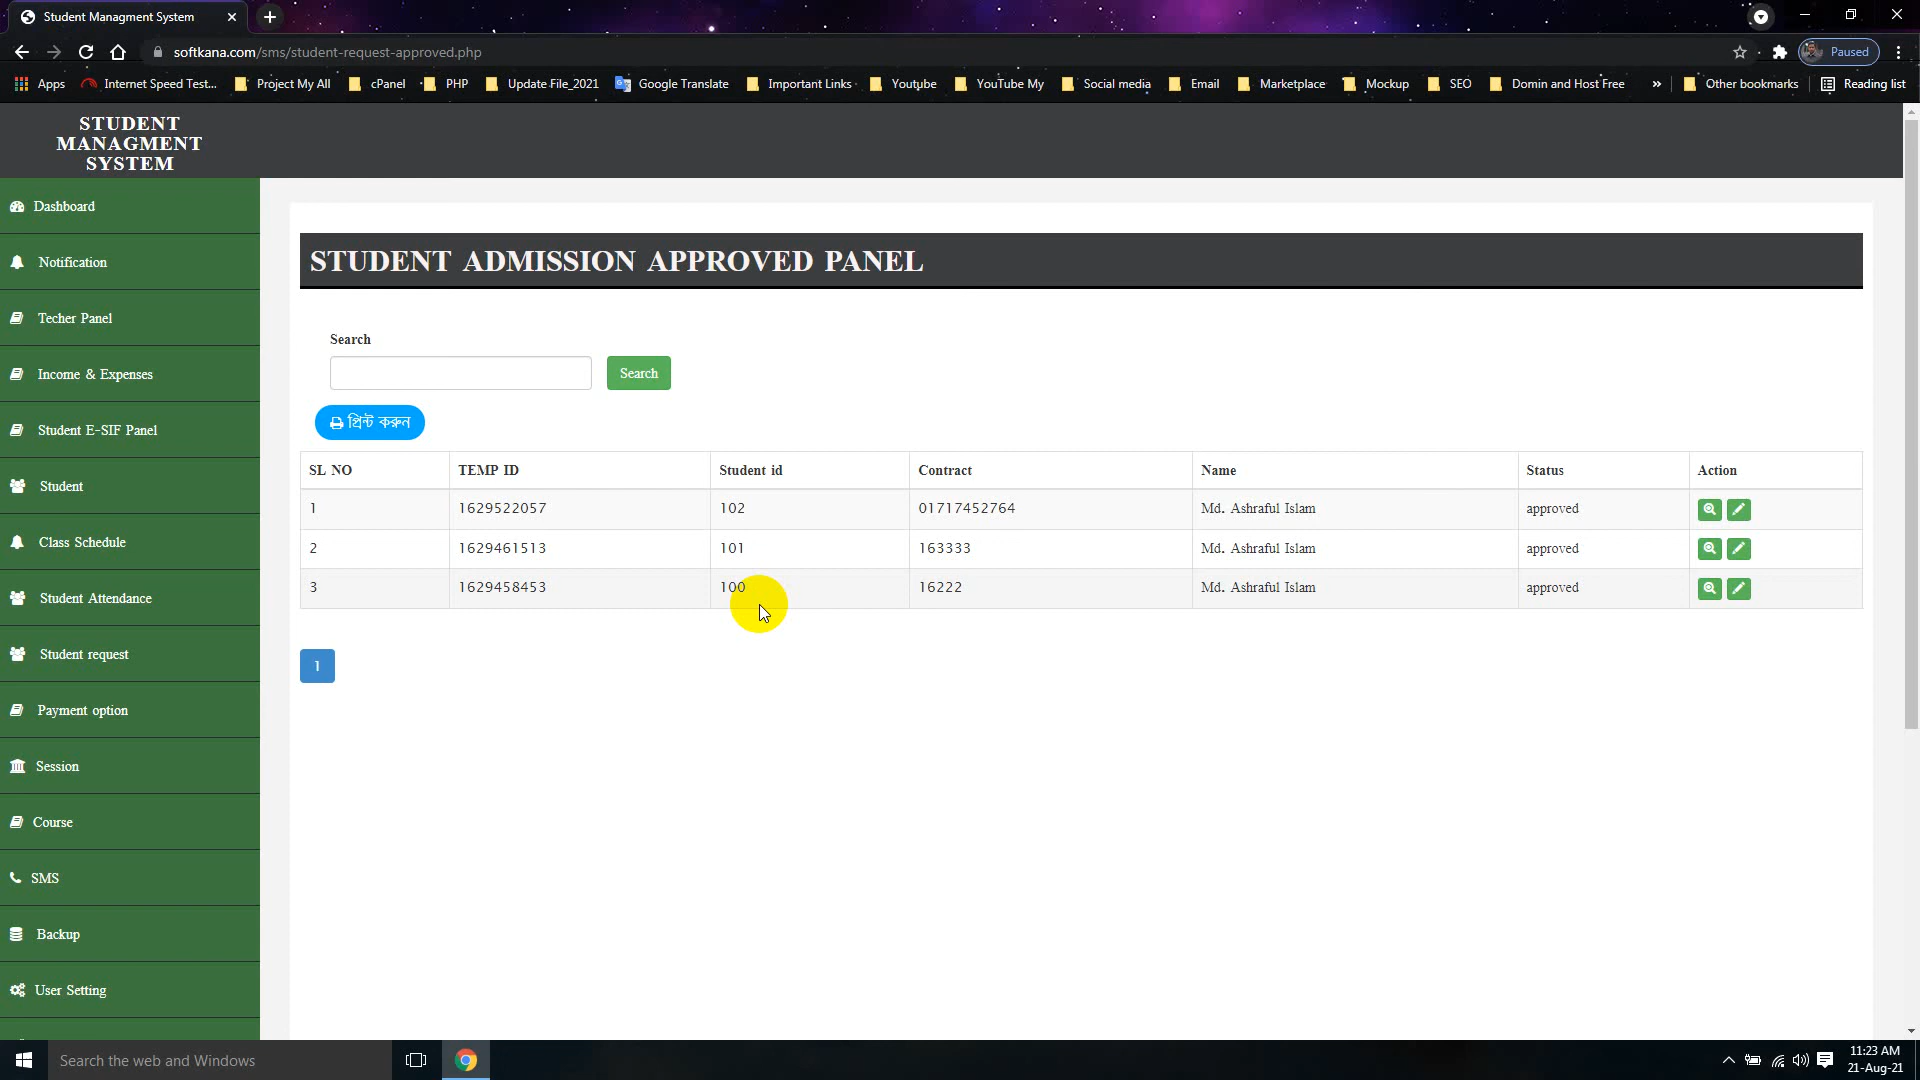 Student Managment System
softkana.com/sms/student-request-approved.php
Paused
Apps
Internet Speed Test...
Project My All
cPanel
PHP
Update File_2021
Google Translate
Important Links
Youtube
YouTube My
Social media
Email
Marketplace
Mockup
SEO
Domin and Host Free
»
Other bookmarks
Reading list
STUDENT
MANAGMENT
SYSTEM
Dashboard
Notification
Techer Panel
Income & Expenses
Student E-SIF Panel
Student
Class Schedule
Student Attendance
Student request
Payment option
Session
Course
SMS
Backup
User Setting
STUDENT ADMISSION APPROVED PANEL
Search
Search
প্রিন্ট করুন
SL NO TEMP ID Student id Contract Name Status Action
1 1629522057 102 01717452764 Md. Ashraful Islam approved
2 1629461513 101 163333 Md. Ashraful Islam approved
3 1629458453 100 16222 Md. Ashraful Islam approved
1
Search the web and Windows
11:23 AM
21-Aug-21